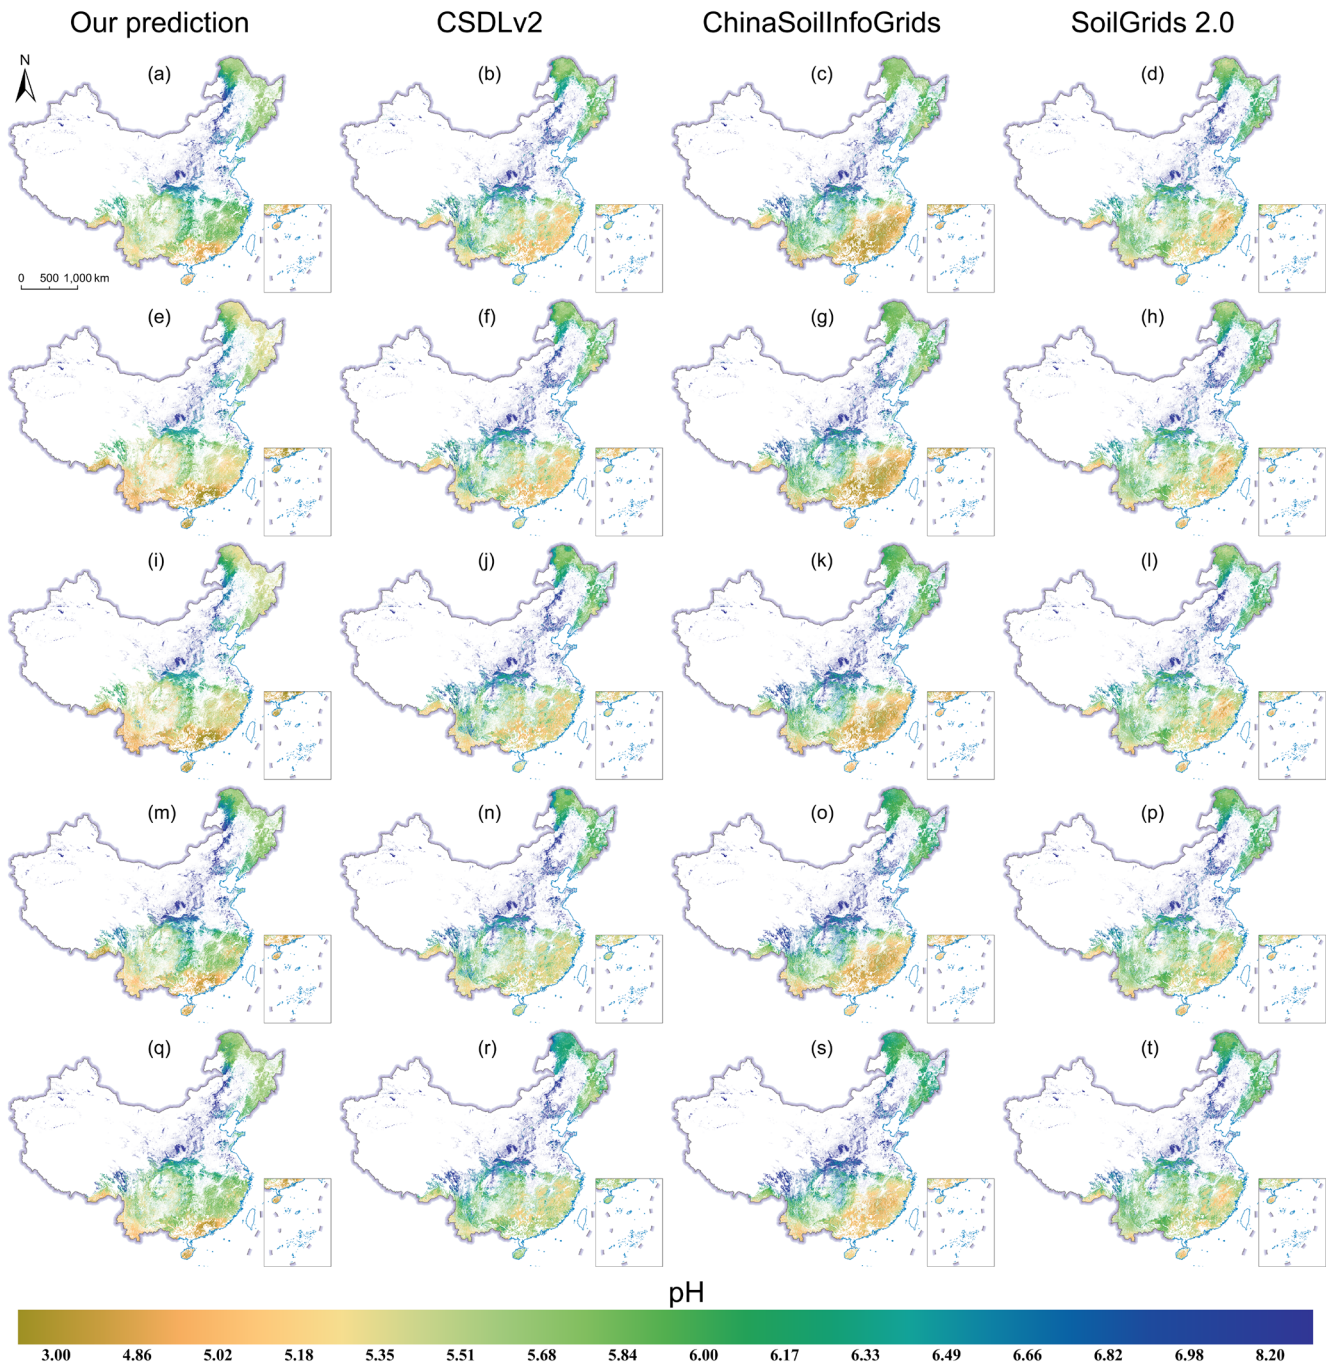 Our prediction CSDLv2 ChinaSoilInfoGrids SoilGrids 2.0
N
(a) (b) (c) (d)
0 500 1,000 km
(e) (f) (g) (h)
(i) (j) (k) (l)
(m) (n) (o) (p)
(q) (r) (s) (t)
pH
3.00 4.86 5.02 5.18 5.35 5.51 5.68 5.84 6.00 6.17 6.33 6.49 6.66 6.82 6.98 8.20